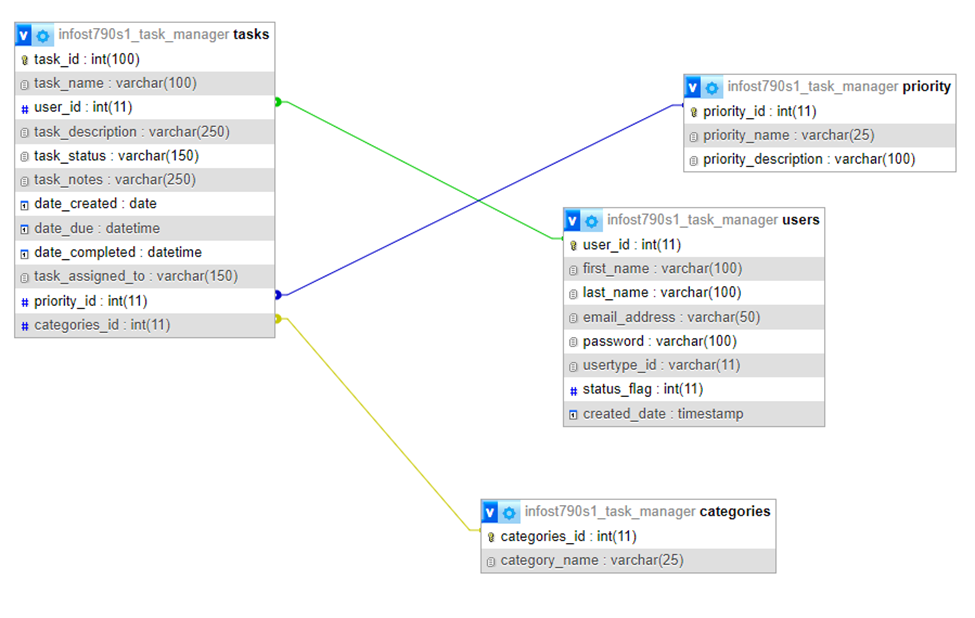 infost790s1_task_manager tasks
task_id : int(100)
task_name : varchar(100)
user_id : int(11)
task_description : varchar(250)
task_status : varchar(150)
task_notes : varchar(250)
date_created : date
date_due : datetime
date_completed : datetime
task_assigned_to : varchar(150)
priority_id : int(11)
categories_id : int(11)
infost790s1_task_manager priority
priority_id : int(11)
priority_name : varchar(25)
priority_description : varchar(100)
infost790s1_task_manager users
user_id : int(11)
first_name : varchar(100)
last_name : varchar(100)
email_address : varchar(50)
password : varchar(100)
usertype_id : varchar(11)
status_flag : int(11)
created_date : timestamp
infost790s1_task_manager categories
categories_id : int(11)
category_name : varchar(25)